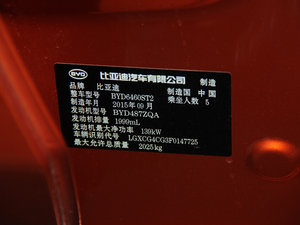 BYD 比亚迪汽车有限公司 制造
品牌 比亚迪 制造国 中国
整车型号 BYD6460ST2 乘坐人数 5
制造年月 2015年09月
发动机型号 BYD487ZQA
发动机排量 1999mL
发动机最大净功率 139kW
车辆识别代号 LGXCG4CG3F0147725
最大允许总质量 2025kg